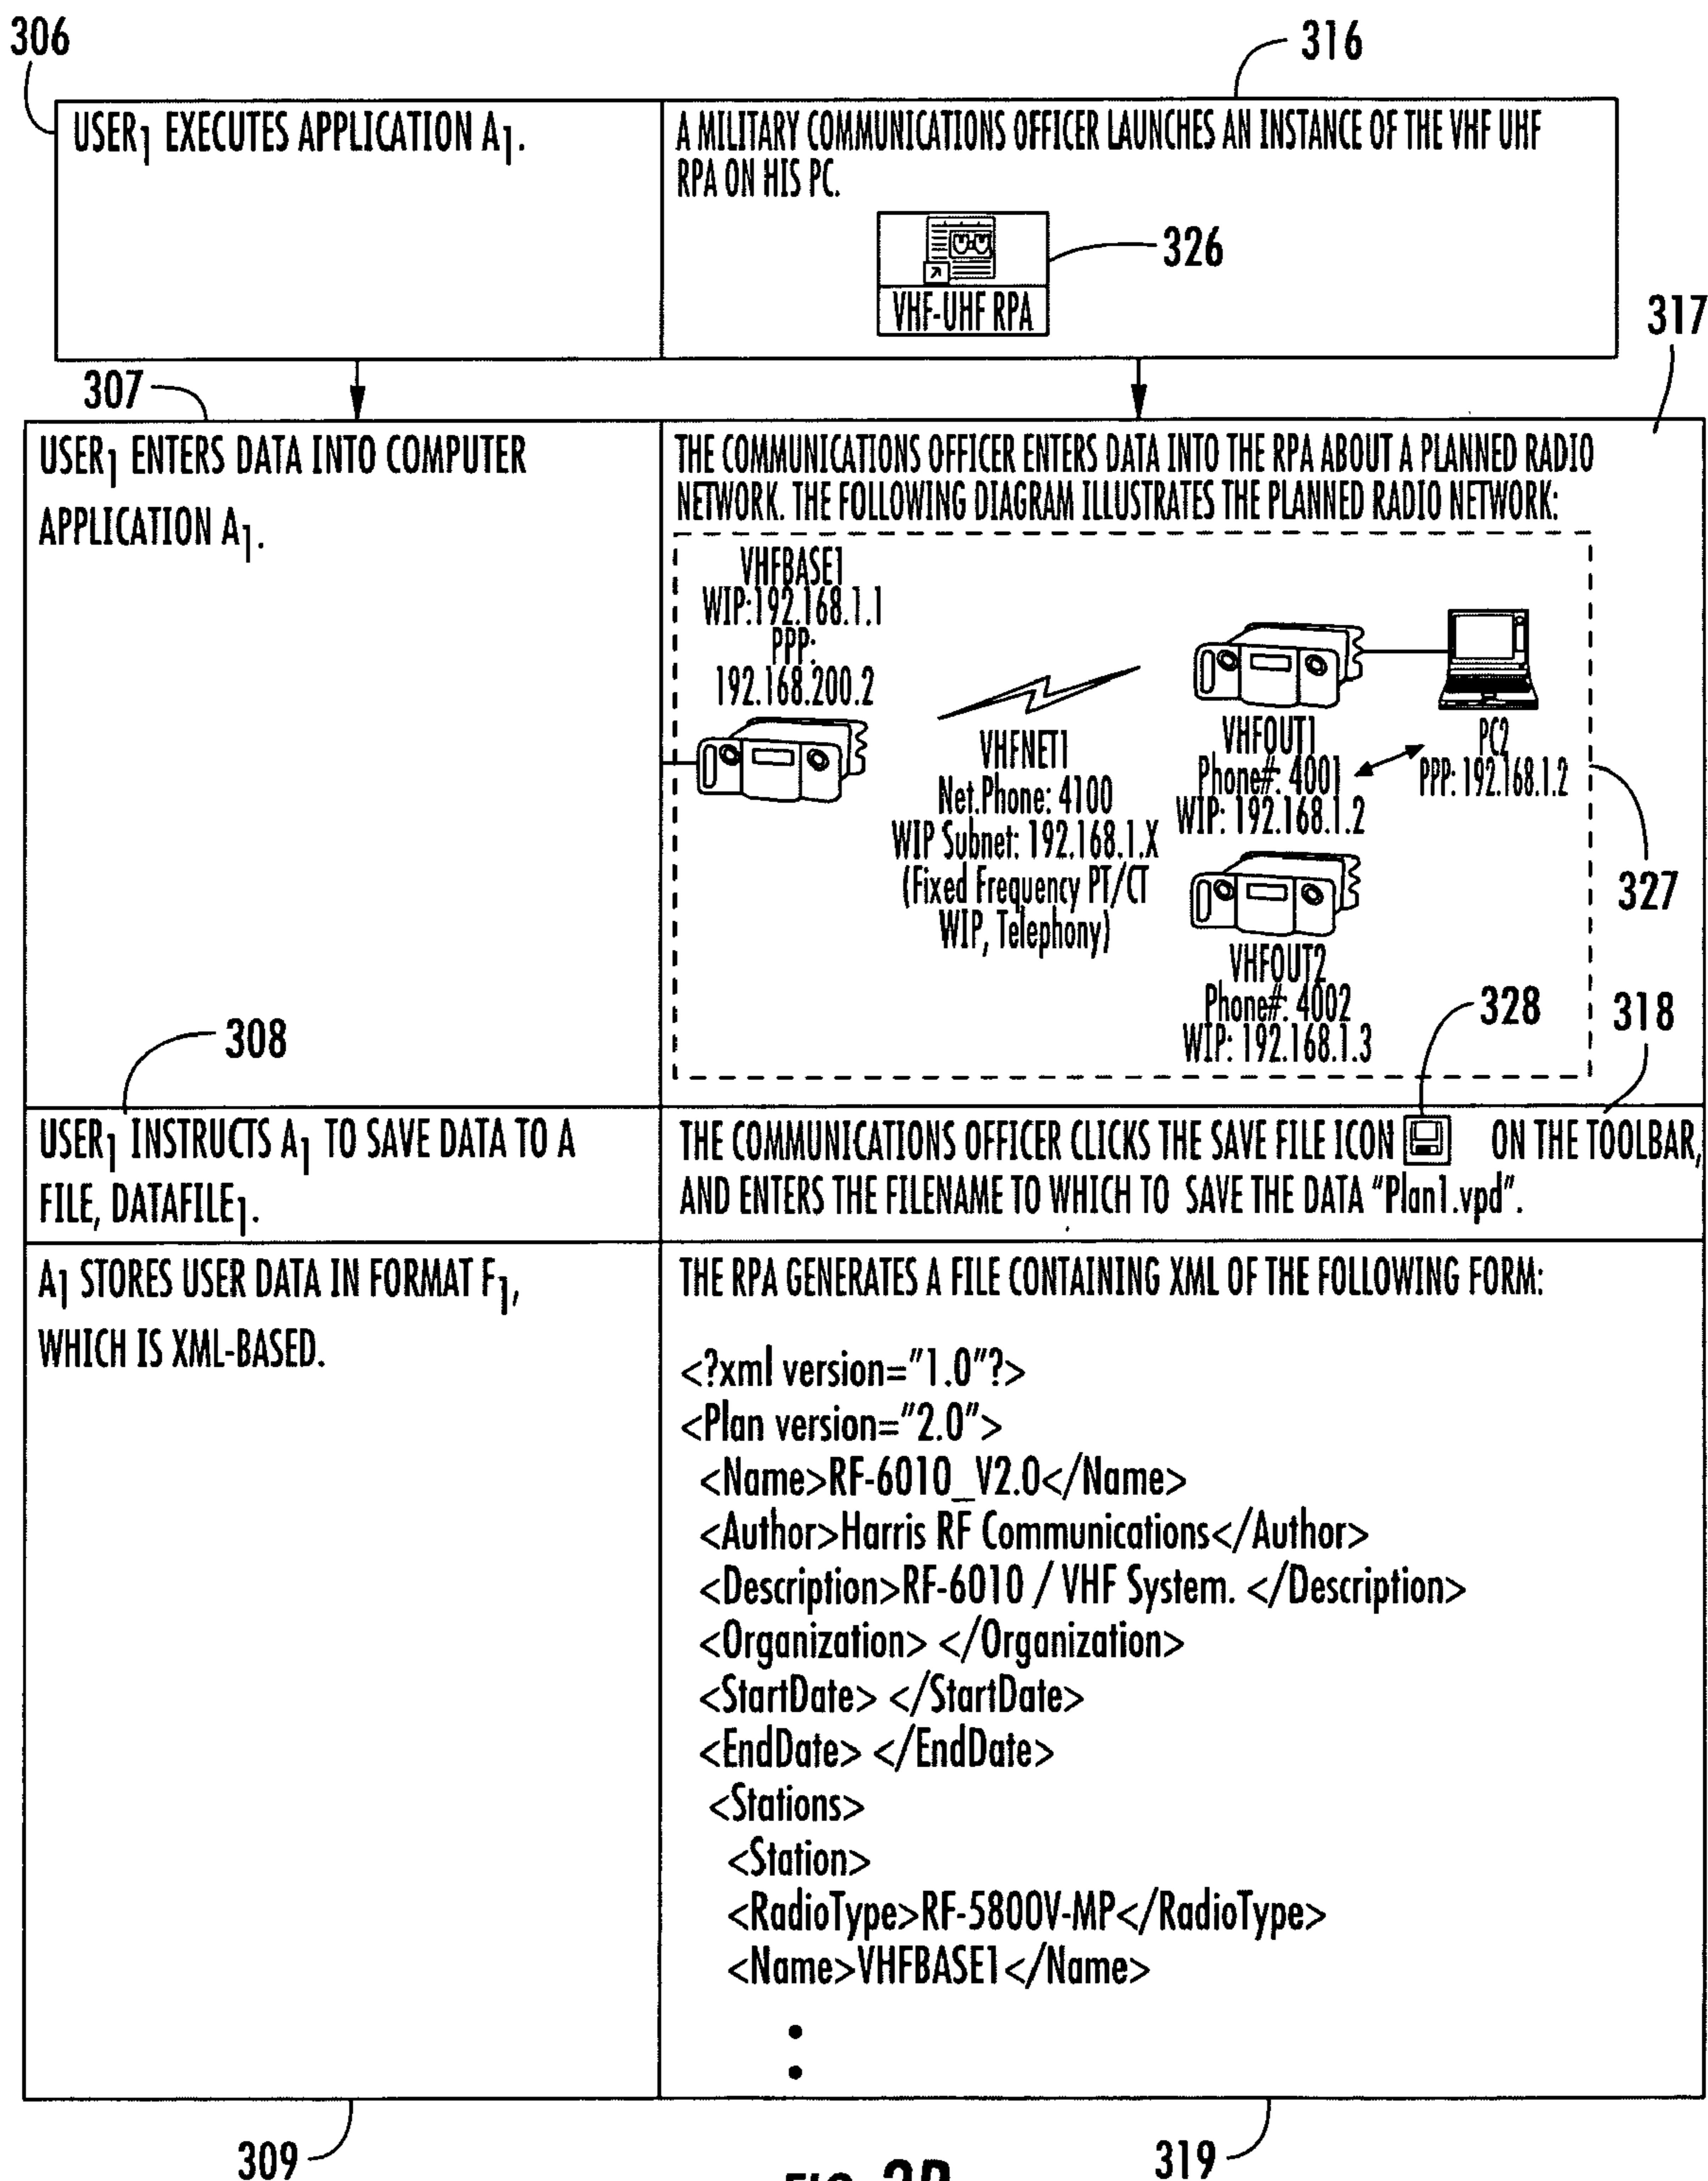 306
316
USER1 EXECUTES APPLICATION A1.
A MILITARY COMMUNICATIONS OFFICER LAUNCHES AN INSTANCE OF THE VHF UHF
RPA ON HIS PC.
326
VHF-UHF RPA
317
307
USER1 ENTERS DATA INTO COMPUTER
APPLICATION A1.
THE COMMUNICATIONS OFFICER ENTERS DATA INTO THE RPA ABOUT A PLANNED RADIO
NETWORK. THE FOLLOWING DIAGRAM ILLUSTRATES THE PLANNED RADIO NETWORK:
VHFBASE1
WIP:192.168.1.1
PPP:
192.168.200.2
VHFNET1
Net.Phone: 4100
WIP Subnet: 192.168.1.X
(Fixed Frequency PT/CT
WIP, Telephony)
VHFOUT1
Phone#: 4001
WIP: 192.168.1.2
PC2
PPP: 192.168.1.2
327
VHFOUT2
Phone#: 4002
WIP: 192.168.1.3
328
318
308
USER1 INSTRUCTS A1 TO SAVE DATA TO A
FILE, DATAFILE1.
THE COMMUNICATIONS OFFICER CLICKS THE SAVE FILE ICON ON THE TOOLBAR,
AND ENTERS THE FILENAME TO WHICH TO SAVE THE DATA "Plan1.vpd".
A1 STORES USER DATA IN FORMAT F1,
WHICH IS XML-BASED.
THE RPA GENERATES A FILE CONTAINING XML OF THE FOLLOWING FORM:
<?xml version="1.0"?>
<Plan version="2.0">
<Name>RF-6010_V2.0</Name>
<Author>Harris RF Communications</Author>
<Description>RF-6010 / VHF System. </Description>
<Organization> </Organization>
<StartDate> </StartDate>
<EndDate> </EndDate>
<Stations>
<Station>
<RadioType>RF-5800V-MP</RadioType>
<Name>VHFBASE1</Name>
309
319